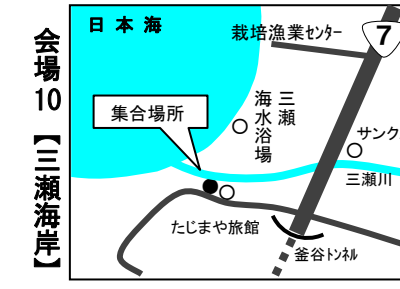 会場10【三瀬海岸】
日本海
栽培漁業センター
7
集合場所
三瀬
海水浴場
サンク
三瀬川
たじまや旅館
釜谷トンネル